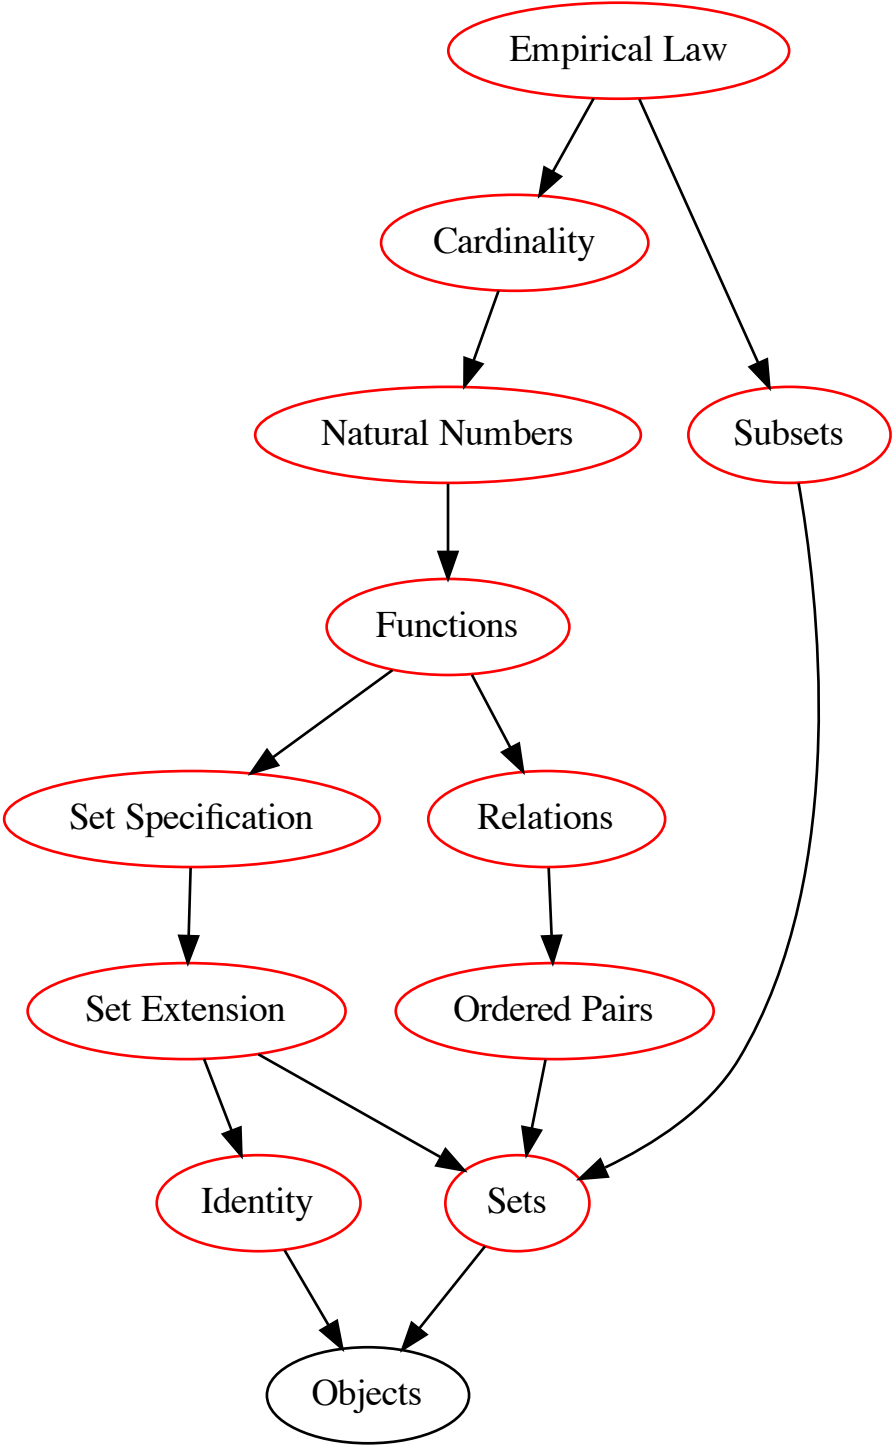 Empirical Law
Cardinality
Natural Numbers
Subsets
Functions
Set Specification
Relations
Set Extension
Ordered Pairs
Identity
Sets
Objects